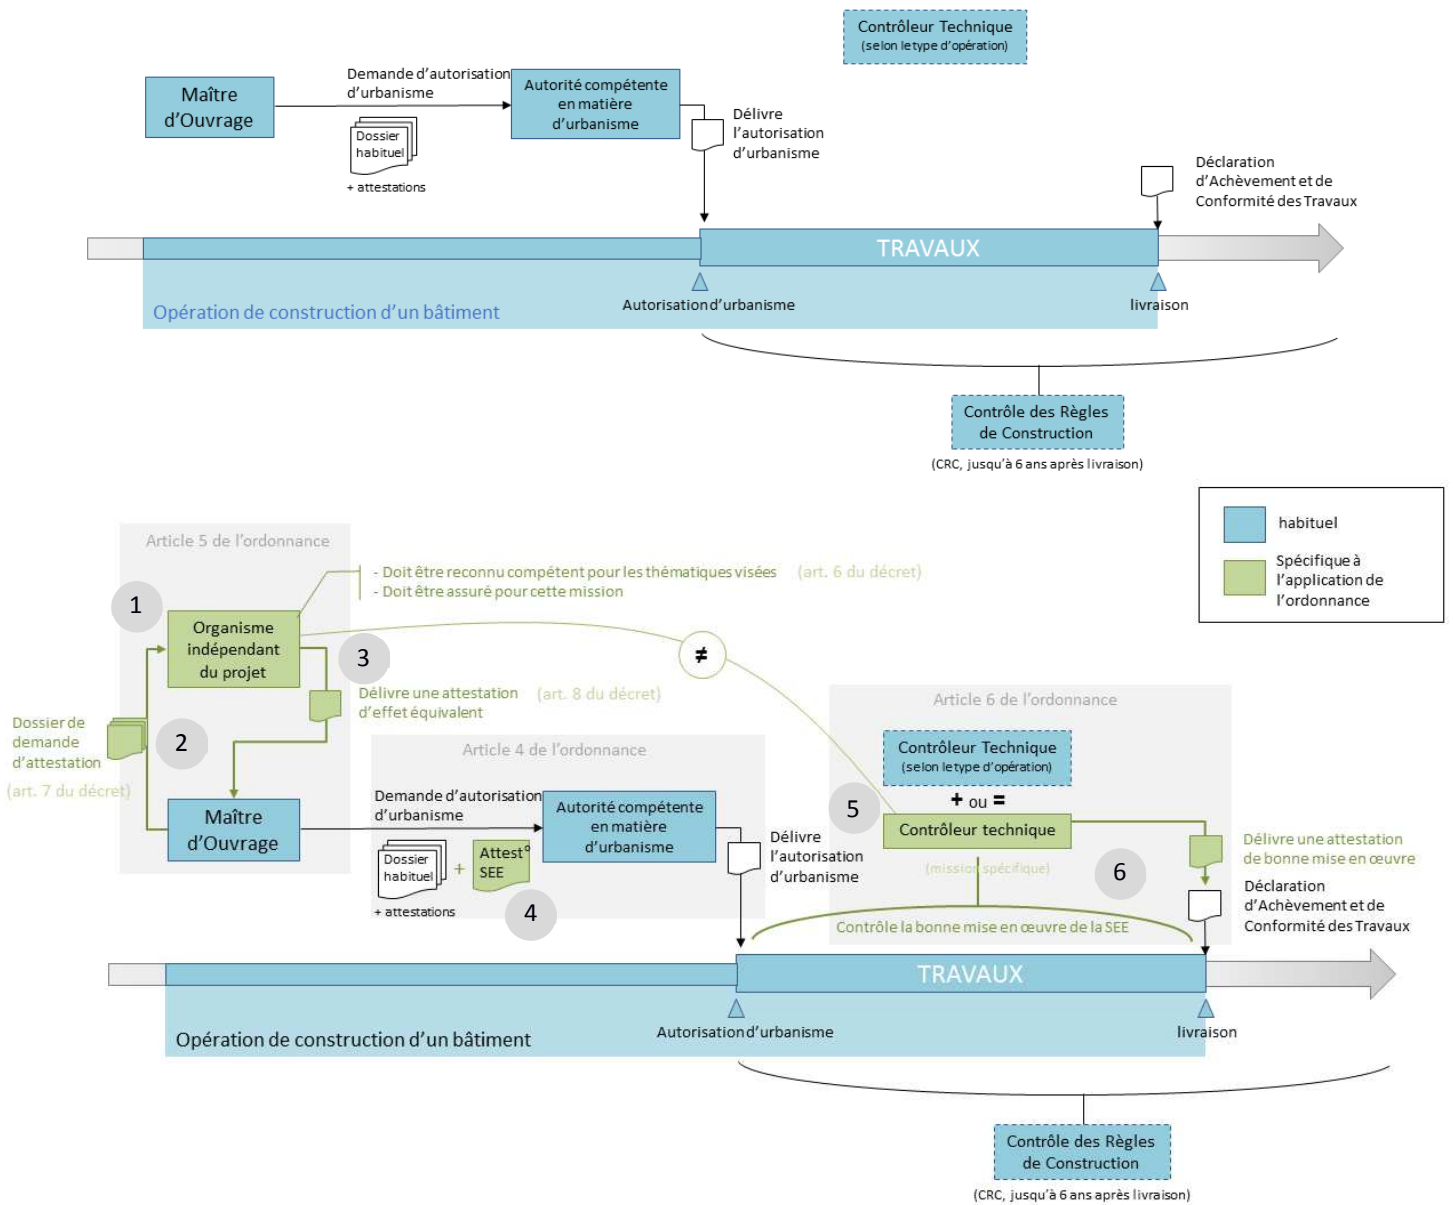 Contrôleur Technique
(selon le type d'opération)
Maître
d'Ouvrage
Demande d'autorisation
d'urbanisme
Dossier
habituel
+ attestations
Autorité compétente
en matière
d'urbanisme
Délivre
l'autorisation
d'urbanisme
Déclaration
d'Achèvement et de
Conformité des Travaux
TRAVAUX
Opération de construction d'un bâtiment
Autorisation d'urbanisme
livraison
Contrôle des Règles
de Construction
(CRC, jusqu'à 6 ans après livraison)
habituel
Spécifique à
l'application de
l'ordonnance
Article 5 de l'ordonnance
1
Organisme
indépendant
du projet
- Doit être reconnu compétent pour les thématiques visées (art. 6 du décret)
- Doit être assuré pour cette mission
≠
3
Délivre une attestation (art. 8 du décret)
d'effet équivalent
Dossier de
demande
d'attestation
(art. 7 du décret)
2
Maître
d'Ouvrage
Article 4 de l'ordonnance
Demande d'autorisation
d'urbanisme
Dossier
habituel
+
Attest°
SEE
+ attestations
4
Autorité compétente
en matière
d'urbanisme
Délivre
l'autorisation
d'urbanisme
Article 6 de l'ordonnance
Contrôleur Technique
(selon le type d'opération)
+ ou =
5
Contrôleur technique
(mission spécifique)
6
Délivre une attestation
de bonne mise en œuvre
Déclaration
d'Achèvement et de
Conformité des Travaux
Contrôle la bonne mise en œuvre de la SEE
TRAVAUX
Opération de construction d'un bâtiment
Autorisation d'urbanisme
livraison
Contrôle des Règles
de Construction
(CRC, jusqu'à 6 ans après livraison)